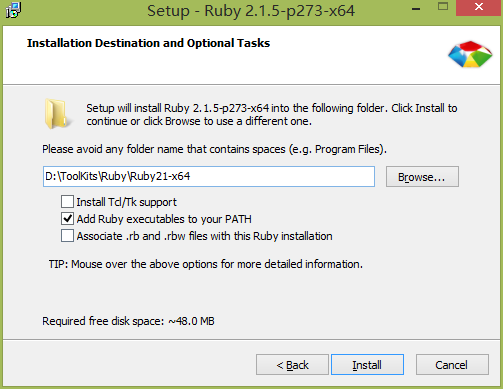 Setup - Ruby 2.1.5-p273-x64
Installation Destination and Optional Tasks
Setup will install Ruby 2.1.5-p273-x64 into the following folder. Click Install to
continue or click Browse to use a different one.
Please avoid any folder name that contains spaces (e.g. Program Files).
D:\ToolKits\Ruby\Ruby21-x64
Browse...
Install Tcl/Tk support
Add Ruby executables to your PATH
Associate .rb and .rbw files with this Ruby installation
TIP: Mouse over the above options for more detailed information.
Required free disk space: ~48.0 MB
< Back
Install
Cancel